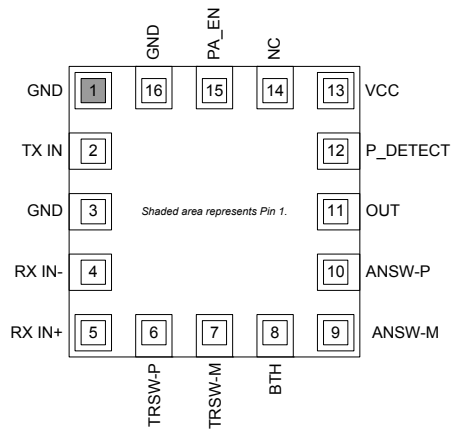 GND
PA_EN
NC
GND 1 16 15 14 13 VCC
TX IN 2 12 P_DETECT
GND 3 Shaded area represents Pin 1. 11 OUT
RX IN- 4 10 ANSW-P
RX IN+ 5 6 7 8 9 ANSW-M
TRSW-P
TRSW-M
BTH